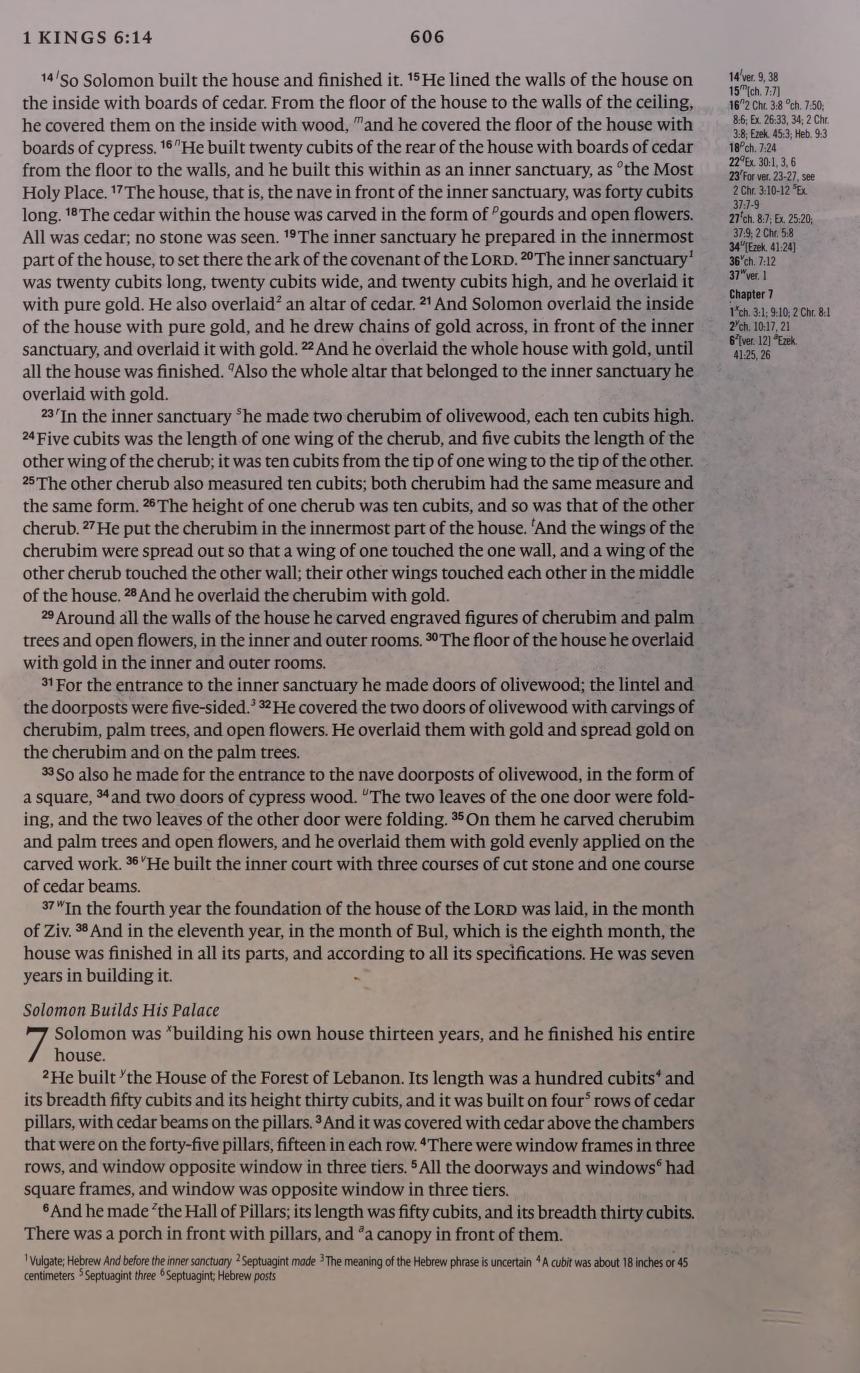 1 KINGS 6:14
606
14 lSo Solomon built the house and finished it. 15 He lined the walls of the house on
the inside with boards of cedar. From the floor of the house to the walls of the ceiling,
he covered them on the inside with wood, mand he covered the floor of the house with
boards of cypress. 16 nHe built twenty cubits of the rear of the house with boards of cedar
from the floor to the walls, and he built this within as an inner sanctuary, as othe Most
Holy Place. 17 The house, that is, the nave in front of the inner sanctuary, was forty cubits
long. 18 The cedar within the house was carved in the form of pgourds and open flowers.
All was cedar; no stone was seen. 19 The inner sanctuary he prepared in the innermost
part of the house, to set there the ark of the covenant of the LORD. 20 The inner sanctuary1
was twenty cubits long, twenty cubits wide, and twenty cubits high, and he overlaid it
with pure gold. He also overlaid2 an altar of cedar. 21 And Solomon overlaid the inside
of the house with pure gold, and he drew chains of gold across, in front of the inner
sanctuary, and overlaid it with gold. 22 And he overlaid the whole house with gold, until
all the house was finished. qAlso the whole altar that belonged to the inner sanctuary he
overlaid with gold.
23 rIn the inner sanctuary she made two cherubim of olivewood, each ten cubits high.
24 Five cubits was the length of one wing of the cherub, and five cubits the length of the
other wing of the cherub; it was ten cubits from the tip of one wing to the tip of the other.
25 The other cherub also measured ten cubits; both cherubim had the same measure and
the same form. 26 The height of one cherub was ten cubits, and so was that of the other
cherub. 27 He put the cherubim in the innermost part of the house. tAnd the wings of the
cherubim were spread out so that a wing of one touched the one wall, and a wing of the
other cherub touched the other wall; their other wings touched each other in the middle
of the house. 28 And he overlaid the cherubim with gold.
29 Around all the walls of the house he carved engraved figures of cherubim and palm
trees and open flowers, in the inner and outer rooms. 30 The floor of the house he overlaid
with gold in the inner and outer rooms.
31 For the entrance to the inner sanctuary he made doors of olivewood; the lintel and
the doorposts were five-sided.3 32 He covered the two doors of olivewood with carvings of
cherubim, palm trees, and open flowers. He overlaid them with gold and spread gold on
the cherubim and on the palm trees.
33 So also he made for the entrance to the nave doorposts of olivewood, in the form of
a square, 34 and two doors of cypress wood. uThe two leaves of the one door were fold-
ing, and the two leaves of the other door were folding. 35 On them he carved cherubim
and palm trees and open flowers, and he overlaid them with gold evenly applied on the
carved work. 36 vHe built the inner court with three courses of cut stone and one course
of cedar beams.
37 wIn the fourth year the foundation of the house of the LORD was laid, in the month
of Ziv. 38 And in the eleventh year, in the month of Bul, which is the eighth month, the
house was finished in all its parts, and according to all its specifications. He was seven
years in building it.
Solomon Builds His Palace
7 Solomon was xbuilding his own house thirteen years, and he finished his entire
house.
2 He built ythe House of the Forest of Lebanon. Its length was a hundred cubits4 and
its breadth fifty cubits and its height thirty cubits, and it was built on four5 rows of cedar
pillars, with cedar beams on the pillars. 3 And it was covered with cedar above the chambers
that were on the forty-five pillars, fifteen in each row. 4 There were window frames in three
rows, and window opposite window in three tiers. 5 All the doorways and windows6 had
square frames, and window was opposite window in three tiers.
6 And he made zthe Hall of Pillars; its length was fifty cubits, and its breadth thirty cubits.
There was a porch in front with pillars, and aa canopy in front of them.
1 Vulgate; Hebrew And before the inner sanctuary 2 Septuagint made 3 The meaning of the Hebrew phrase is uncertain 4 A cubit was about 18 inches or 45
centimeters 5 Septuagint three 6 Septuagint; Hebrew posts
14 lver. 9, 38
15 m[ch. 7:7]
16 n2 Chr. 3:8 och. 7:50;
8:6; Ex. 26:33, 34; 2 Chr.
3:8; Ezek. 45:3; Heb. 9:3
18 pch. 7:24
22 qEx. 30:1, 3, 6
23 rFor ver. 23-27, see
2 Chr. 3:10-12 sEx.
37:7-9
27 tch. 8:7; Ex. 25:20;
37:9; 2 Chr. 5:8
34 u[Ezek. 41:24]
36 vch. 7:12
37 wver. 1
Chapter 7
1 xch. 3:1; 9:10; 2 Chr. 8:1
2 ych. 10:17, 21
6 z[ver. 12] aEzek.
41:25, 26